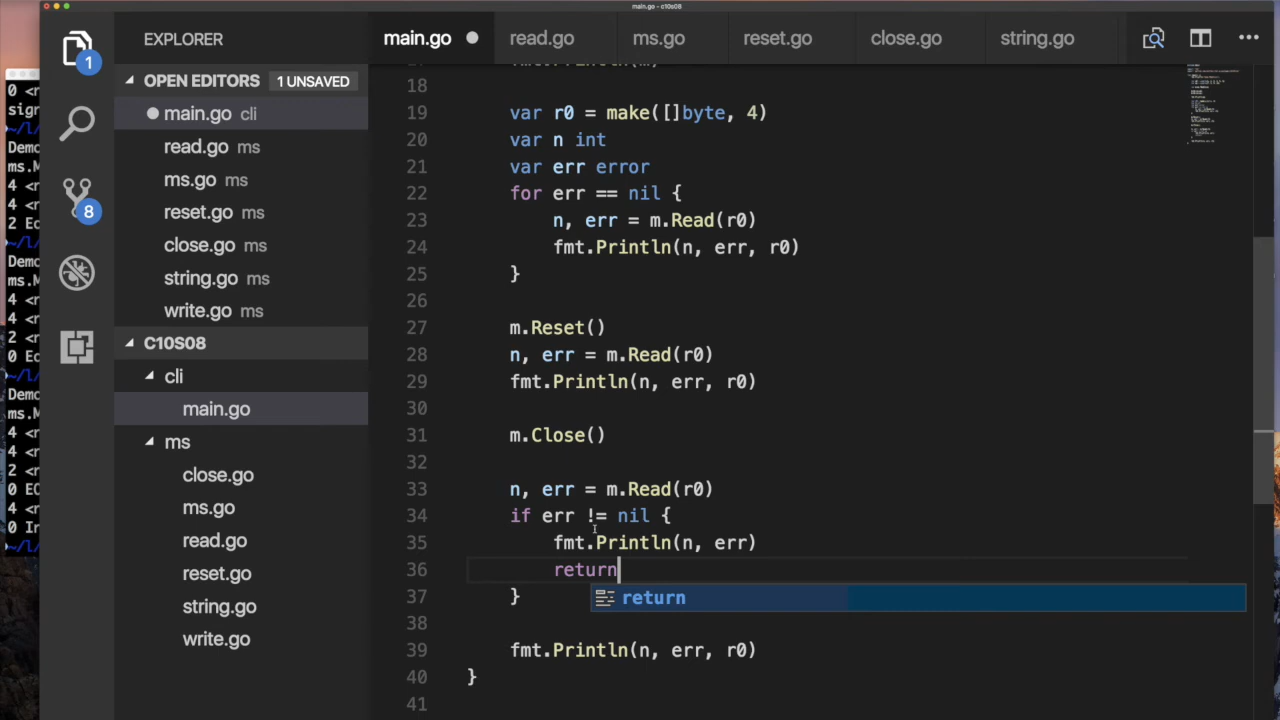 main.go - c10s08
EXPLORER
main.go read.go ms.go reset.go close.go string.go
1
OPEN EDITORS 1 UNSAVED
main.go cli
read.go ms
ms.go ms
reset.go ms
close.go ms
string.go ms
write.go ms
8
C10S08
cli
main.go
ms
close.go
ms.go
read.go
reset.go
string.go
write.go
18
19 var r0 = make([]byte, 4)
20 var n int
21 var err error
22 for err == nil {
23 n, err = m.Read(r0)
24 fmt.Println(n, err, r0)
25 }
26
27 m.Reset()
28 n, err = m.Read(r0)
29 fmt.Println(n, err, r0)
30
31 m.Close()
32
33 n, err = m.Read(r0)
34 if err != nil {
35 fmt.Println(n, err)
36 return
37 }
return
38
39 fmt.Println(n, err, r0)
40 }
41